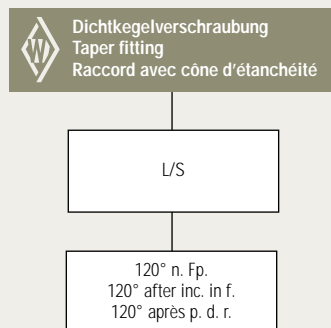 Dichtkegelverschraubung
Taper fitting
Raccord avec cône d'étanchéité
L/S
120° n. Fp.
120° after inc. in f.
120° après p. d. r.